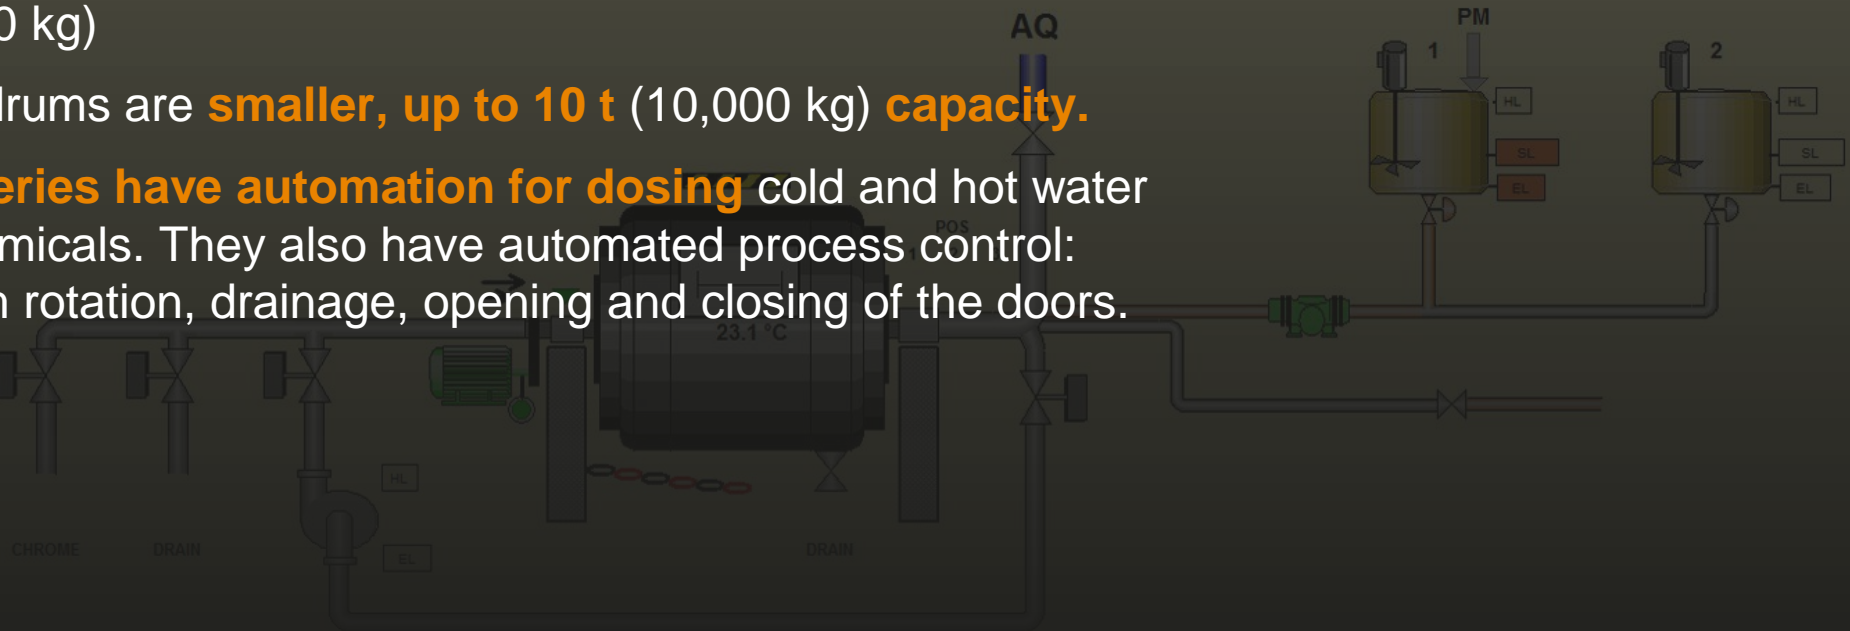 0 kg)
drums are smaller, up to 10 t (10,000 kg) capacity.
eries have automation for dosing cold and hot water
micals. They also have automated process control:
n rotation, drainage, opening and closing of the doors.
AQ
PM
1
2
HL
SL
EL
HL
SL
EL
POS
23.1 °C
HL
EL
CHROME
DRAIN
DRAIN